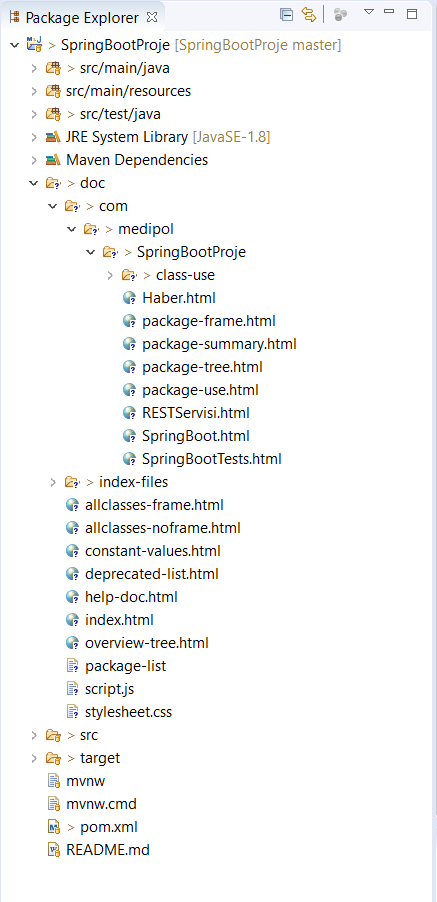 Package Explorer
> SpringBootProje [SpringBootProje master]
> src/main/java
src/main/resources
> src/test/java
JRE System Library [JavaSE-1.8]
Maven Dependencies
> doc
> com
> medipol
> SpringBootProje
> class-use
Haber.html
package-frame.html
package-summary.html
package-tree.html
package-use.html
RESTServisi.html
SpringBoot.html
SpringBootTests.html
> index-files
allclasses-frame.html
allclasses-noframe.html
constant-values.html
deprecated-list.html
help-doc.html
index.html
overview-tree.html
package-list
script.js
stylesheet.css
> src
> target
mvnw
mvnw.cmd
> pom.xml
README.md